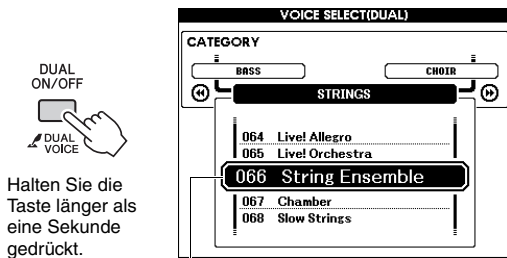 VOICE SELECT(DUAL)
CATEGORY
BASS
CHOIR
STRINGS
064 Live! Allegro
065 Live! Orchestra
066 String Ensemble
067 Chamber
068 Slow Strings
DUAL
ON/OFF
DUAL
VOICE
Halten Sie die
Taste länger als
eine Sekunde
gedrückt.